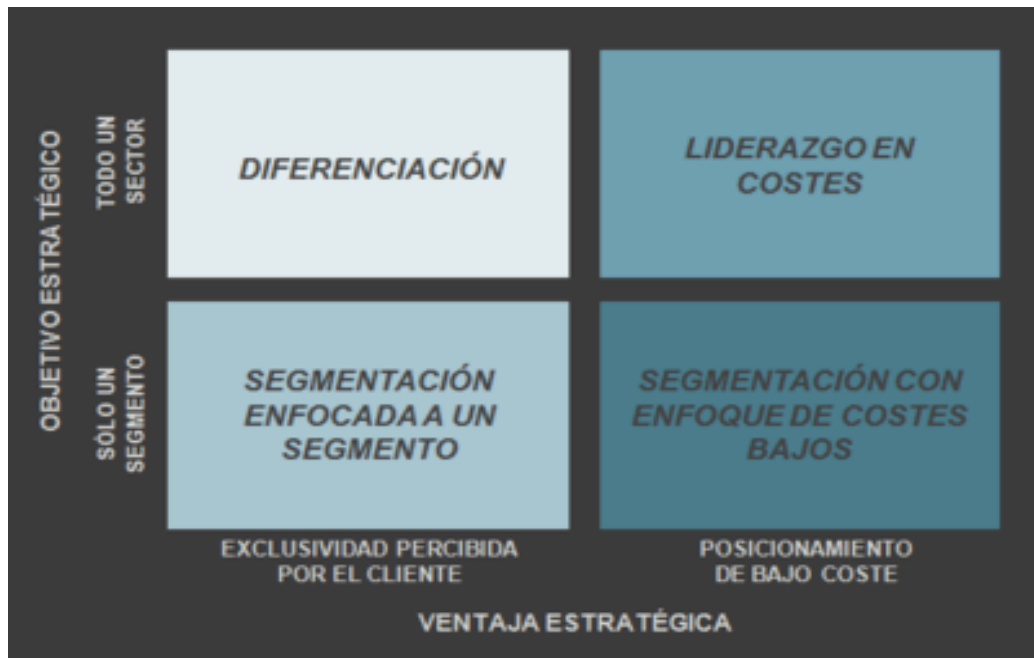 OBJETIVO ESTRATÉGICO
TODO UN
SECTOR
DIFERENCIACIÓN
LIDERAZGO EN
COSTES
SÓLO UN
SEGMENTO
SEGMENTACIÓN
ENFOCADA A UN
SEGMENTO
SEGMENTACIÓN CON
ENFOQUE DE COSTES
BAJOS
EXCLUSIVIDAD PERCIBIDA
POR EL CLIENTE
POSICIONAMIENTO
DE BAJO COSTE
VENTAJA ESTRATÉGICA